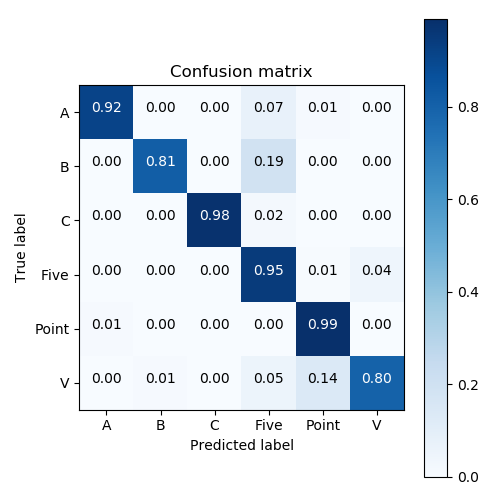 Confusion matrix
A 0.92 0.00 0.00 0.07 0.01 0.00
B 0.00 0.81 0.00 0.19 0.00 0.00
C 0.00 0.00 0.98 0.02 0.00 0.00
Five 0.00 0.00 0.00 0.95 0.01 0.04
Point 0.01 0.00 0.00 0.00 0.99 0.00
V 0.00 0.01 0.00 0.05 0.14 0.80
A B C Five Point V
Predicted label
True label
0.8
0.6
0.4
0.2
0.0